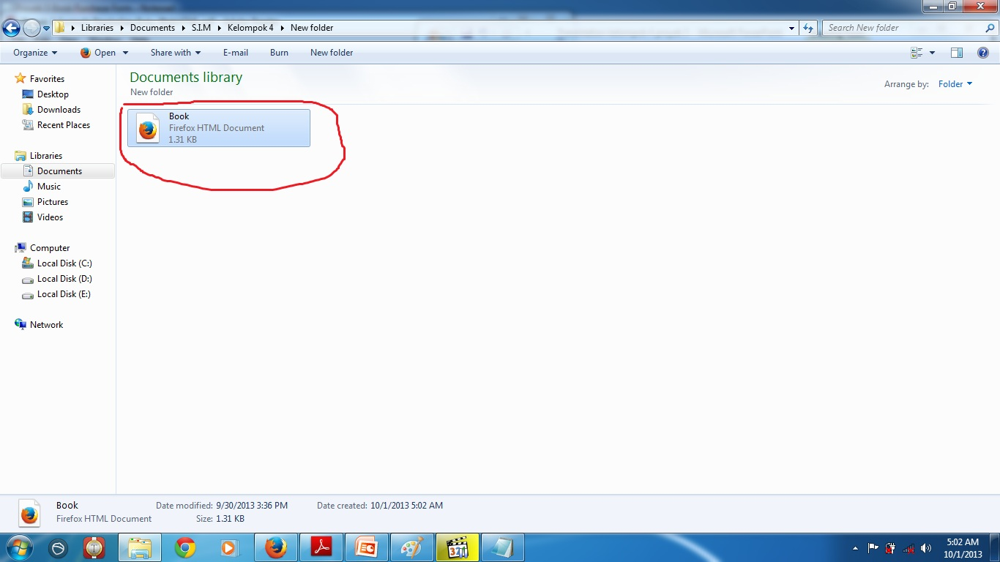 Libraries Documents S.I.M Kelompok 4 New folder
Search New folder
Organize Open Share with E-mail Burn New folder
Favorites
Desktop
Downloads
Recent Places
Libraries
Documents
Music
Pictures
Videos
Computer
Local Disk (C:)
Local Disk (D:)
Local Disk (E:)
Network
Documents library
New folder
Arrange by: Folder
Book
Firefox HTML Document
1.31 KB
Book Date modified: 9/30/2013 3:36 PM Date created: 10/1/2013 5:02 AM
Firefox HTML Document Size: 1.31 KB
321
5:02 AM
10/1/2013